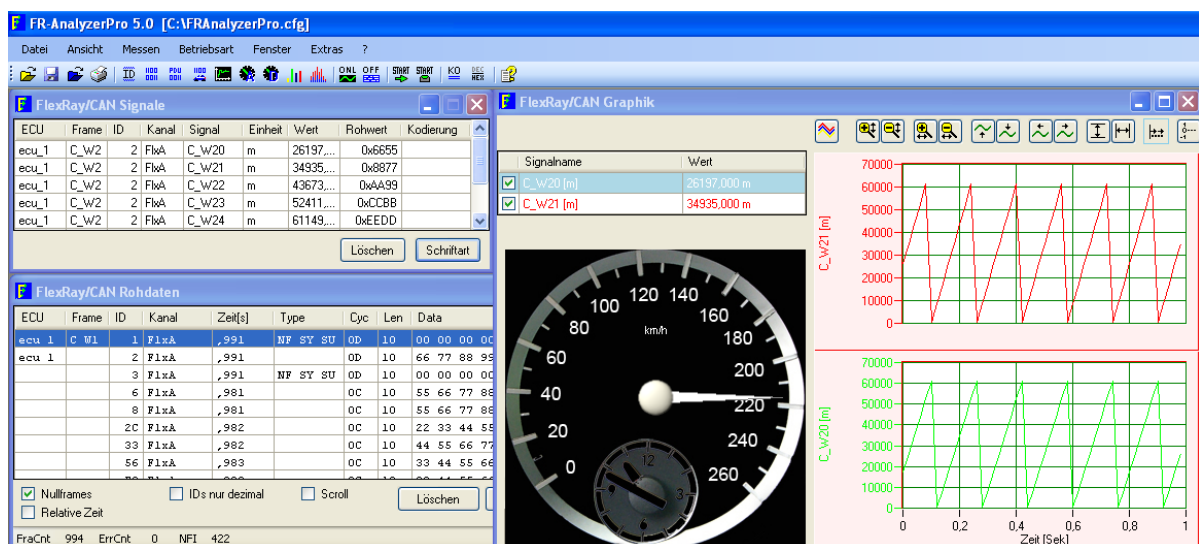 FR-AnalyzerPro 5.0 [C:\FRAnalyzerPro.cfg]
Datei Ansicht Messen Betriebsart Fenster Extras ?
ID ONL OFF START START KO DEC HEX
FlexRay/CAN Signale
ECU Frame ID Kanal Signal Einheit Wert Rohwert Kodierung
ecu_1 C_W2 2 FlxA C_W20 m 26197,... 0x6655
ecu_1 C_W2 2 FlxA C_W21 m 34935,... 0x8877
ecu_1 C_W2 2 FlxA C_W22 m 43673,... 0xAA99
ecu_1 C_W2 2 FlxA C_W23 m 52411,... 0xCCBB
ecu_1 C_W2 2 FlxA C_W24 m 61149,... 0xEEDD
Löschen Schriftart
FlexRay/CAN Rohdaten
ECU Frame ID Kanal Zeit[s] Type Cyc Len Data
ecu 1 C W1 1 FlxA ,991 NF SY SU 0D 10 00 00 00 00
ecu 1 2 FlxA ,991 0D 10 66 77 88 99
3 FlxA ,991 NF SY SU 0D 10 00 00 00 00
6 FlxA ,981 0C 10 55 66 77 88
8 FlxA ,981 0C 10 55 66 77 88
2C FlxA ,982 0C 10 22 33 44 55
33 FlxA ,982 0C 10 44 55 66 77
56 FlxA ,983 0C 10 33 44 55 66
Nullframes IDs nur dezimal Scroll Löschen
Relative Zeit
FraCnt 994 ErrCnt 0 NFI 422
FlexRay/CAN Graphik
Signalname Wert
C_W20 [m] 26197,000 m
C_W21 [m] 34935,000 m
0
20
40
60
80
100
120
140
160
180
200
220
240
260
km/h
12
3
C_W21 [m]
70000
60000
50000
40000
30000
20000
10000
0
C_W20 [m]
70000
60000
50000
40000
30000
20000
10000
0
0 0,2 0,4 0,6 0,8 1
Zeit [Sek]